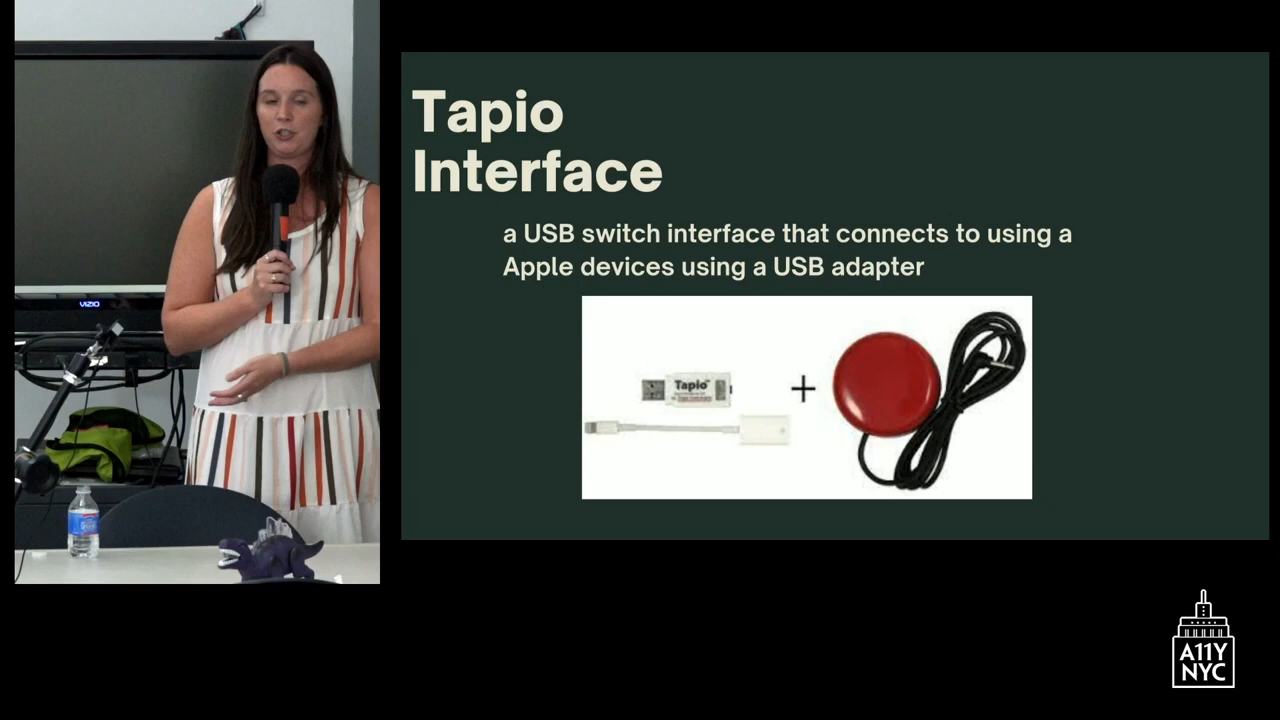 Tapio
Interface
a USB switch interface that connects to using a
Apple devices using a USB adapter
Tapio
+
VIZIO
A11Y
NYC